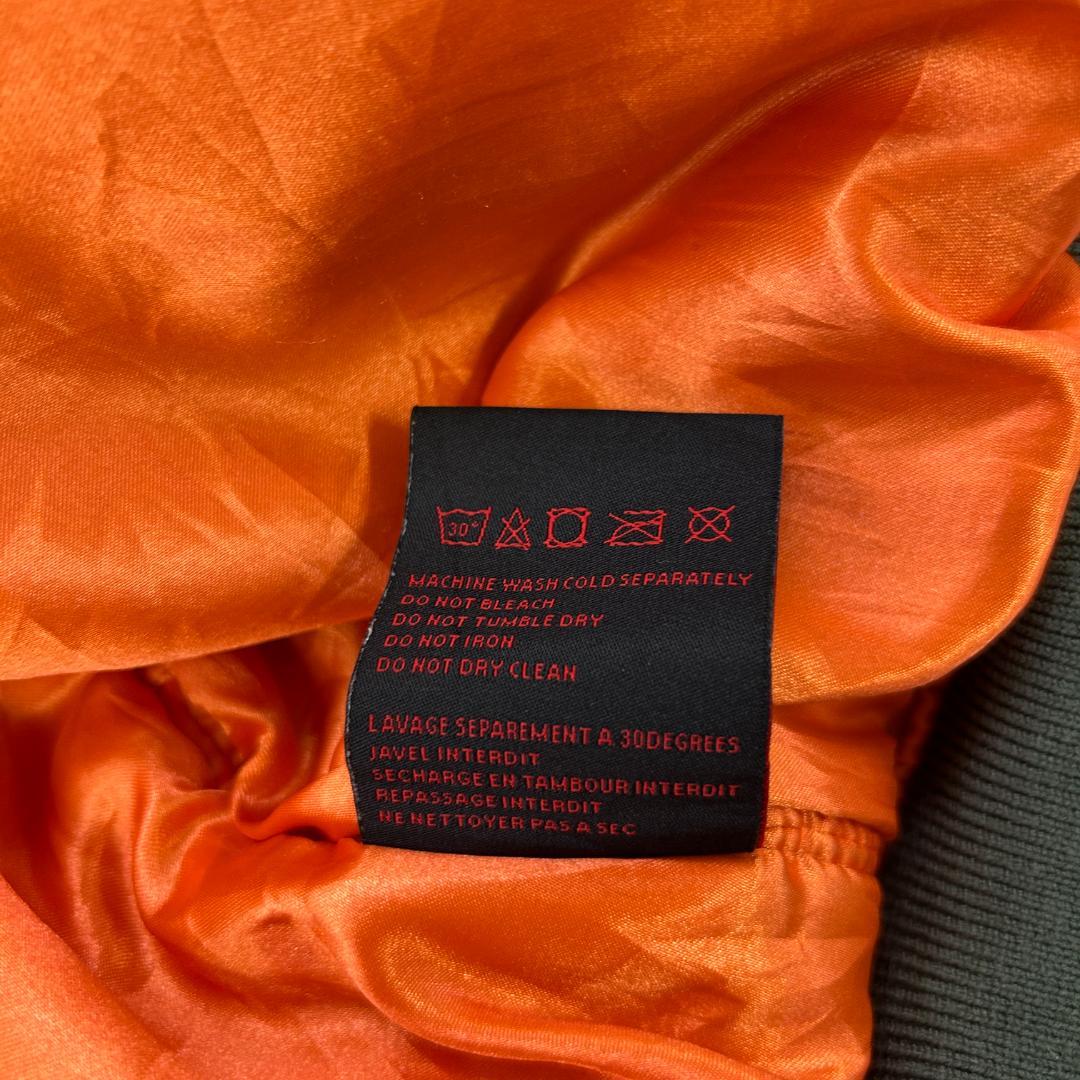 30°
MACHINE WASH COLD SEPARATELY
DO NOT BLEACH
DO NOT TUMBLE DRY
DO NOT IRON
DO NOT DRY CLEAN
LAVAGE SEPAREMENT A 30DEGREES
JAVEL INTERDIT
SECHARGE EN TAMBOUR INTERDIT
REPASSAGE INTERDIT
NE NETTOYER PAS A SEC